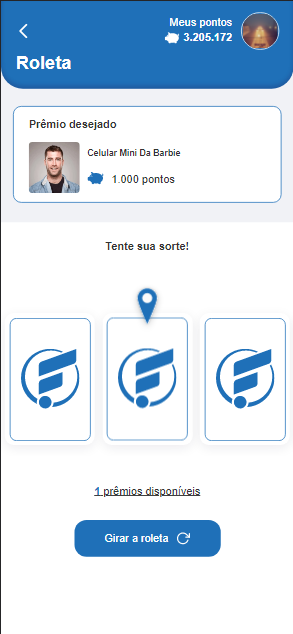 Meus pontos
3.205.172
Roleta
Prêmio desejado
Celular Mini Da Barbie
1.000 pontos
Tente sua sorte!
1 prêmios disponíveis
Girar a roleta